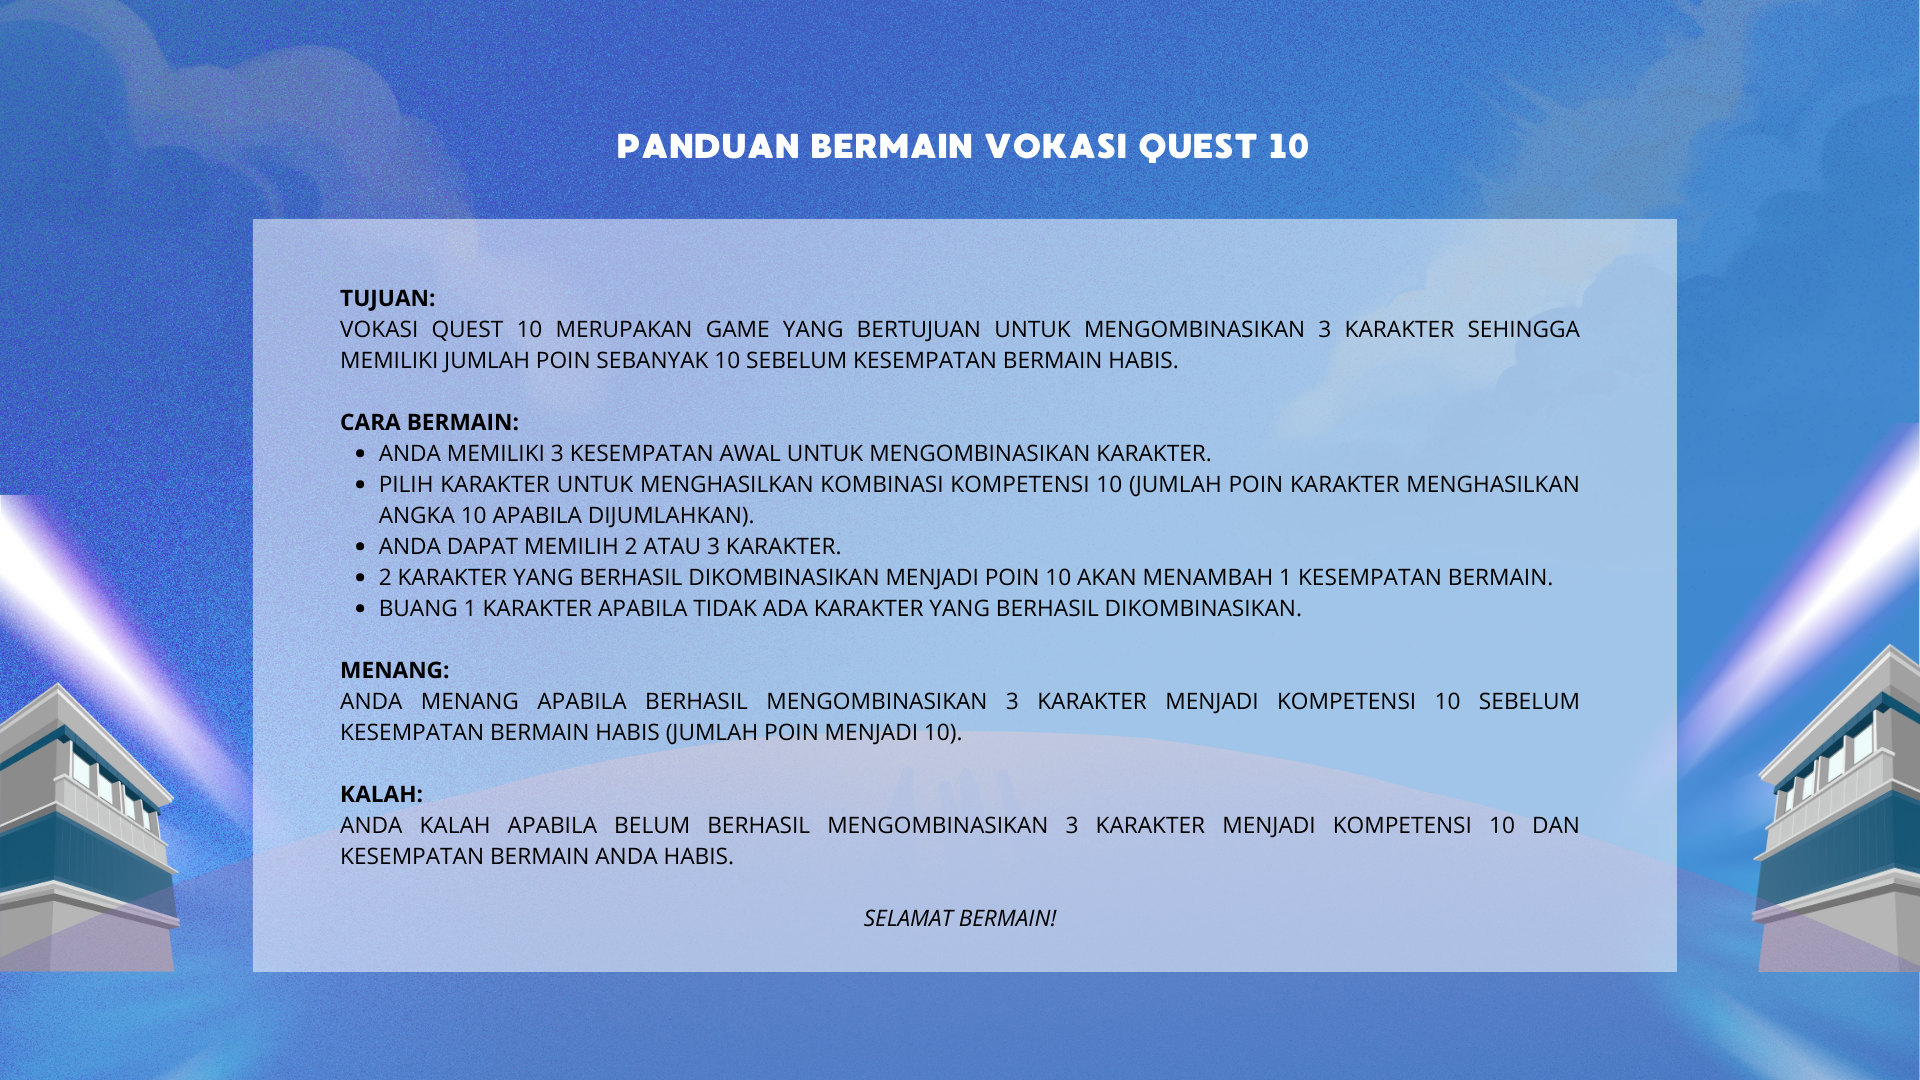 PANDUAN BERMAIN VOKASI QUEST 10
TUJUAN:
VOKASI QUEST 10 MERUPAKAN GAME YANG BERTUJUAN UNTUK MENGOMBINASIKAN 3 KARAKTER SEHINGGA
MEMILIKI JUMLAH POIN SEBANYAK 10 SEBELUM KESEMPATAN BERMAIN HABIS.
CARA BERMAIN:
• ANDA MEMILIKI 3 KESEMPATAN AWAL UNTUK MENGOMBINASIKAN KARAKTER.
• PILIH KARAKTER UNTUK MENGHASILKAN KOMBINASI KOMPETENSI 10 (JUMLAH POIN KARAKTER MENGHASILKAN
ANGKA 10 APABILA DIJUMLAHKAN).
• ANDA DAPAT MEMILIH 2 ATAU 3 KARAKTER.
• 2 KARAKTER YANG BERHASIL DIKOMBINASIKAN MENJADI POIN 10 AKAN MENAMBAH 1 KESEMPATAN BERMAIN.
• BUANG 1 KARAKTER APABILA TIDAK ADA KARAKTER YANG BERHASIL DIKOMBINASIKAN.
MENANG:
ANDA MENANG APABILA BERHASIL MENGOMBINASIKAN 3 KARAKTER MENJADI KOMPETENSI 10 SEBELUM
KESEMPATAN BERMAIN HABIS (JUMLAH POIN MENJADI 10).
KALAH:
ANDA KALAH APABILA BELUM BERHASIL MENGOMBINASIKAN 3 KARAKTER MENJADI KOMPETENSI 10 DAN
KESEMPATAN BERMAIN ANDA HABIS.
SELAMAT BERMAIN!